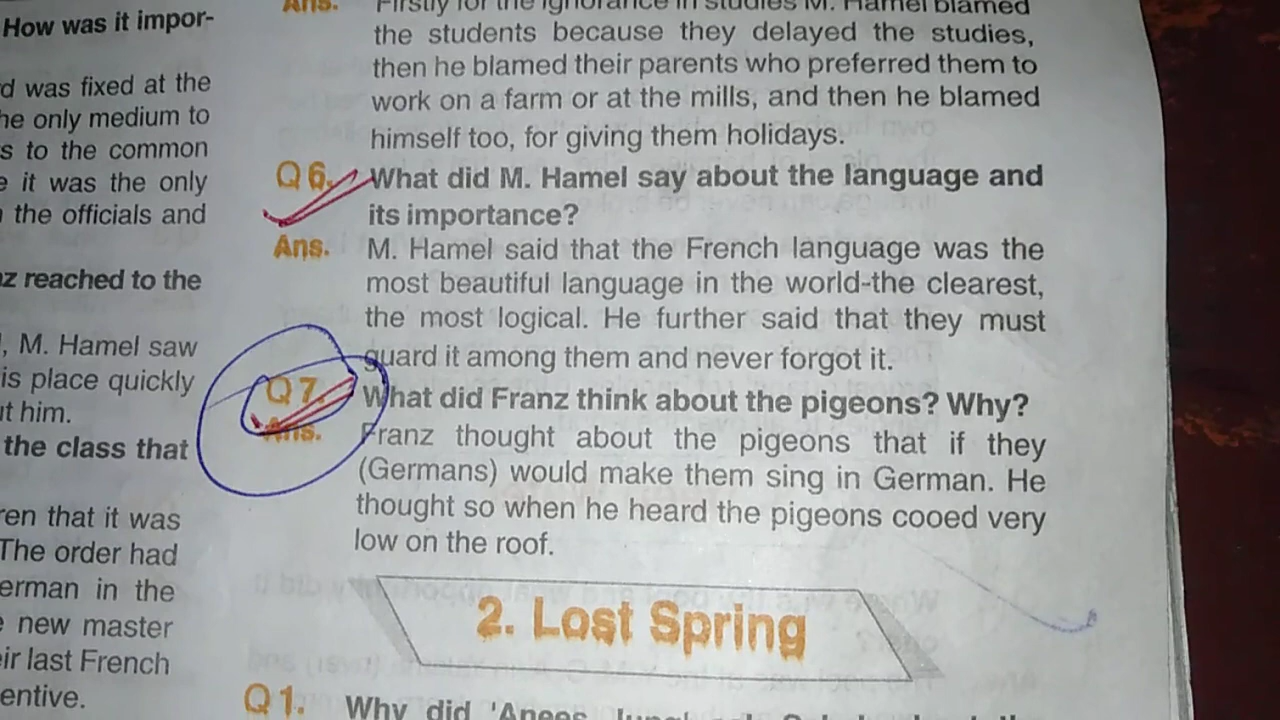 How was it impor-
d was fixed at the
he only medium to
s to the common
e it was the only
the officials and
nz reached to the
, M. Hamel saw
is place quickly
ut him.
the class that
ren that it was
The order had
erman in the
e new master
eir last French
entive.
Ans. Firstly for the ignorance in studies M. Hamel blamed
the students because they delayed the studies,
then he blamed their parents who preferred them to
work on a farm or at the mills, and then he blamed
himself too, for giving them holidays.
Q 6. What did M. Hamel say about the language and
its importance?
Ans. M. Hamel said that the French language was the
most beautiful language in the world-the clearest,
the most logical. He further said that they must
guard it among them and never forgot it.
Q 7. What did Franz think about the pigeons? Why?
Ans. Franz thought about the pigeons that if they
(Germans) would make them sing in German. He
thought so when he heard the pigeons cooed very
low on the roof.
2. Lost Spring
Q 1. Why did 'Anees